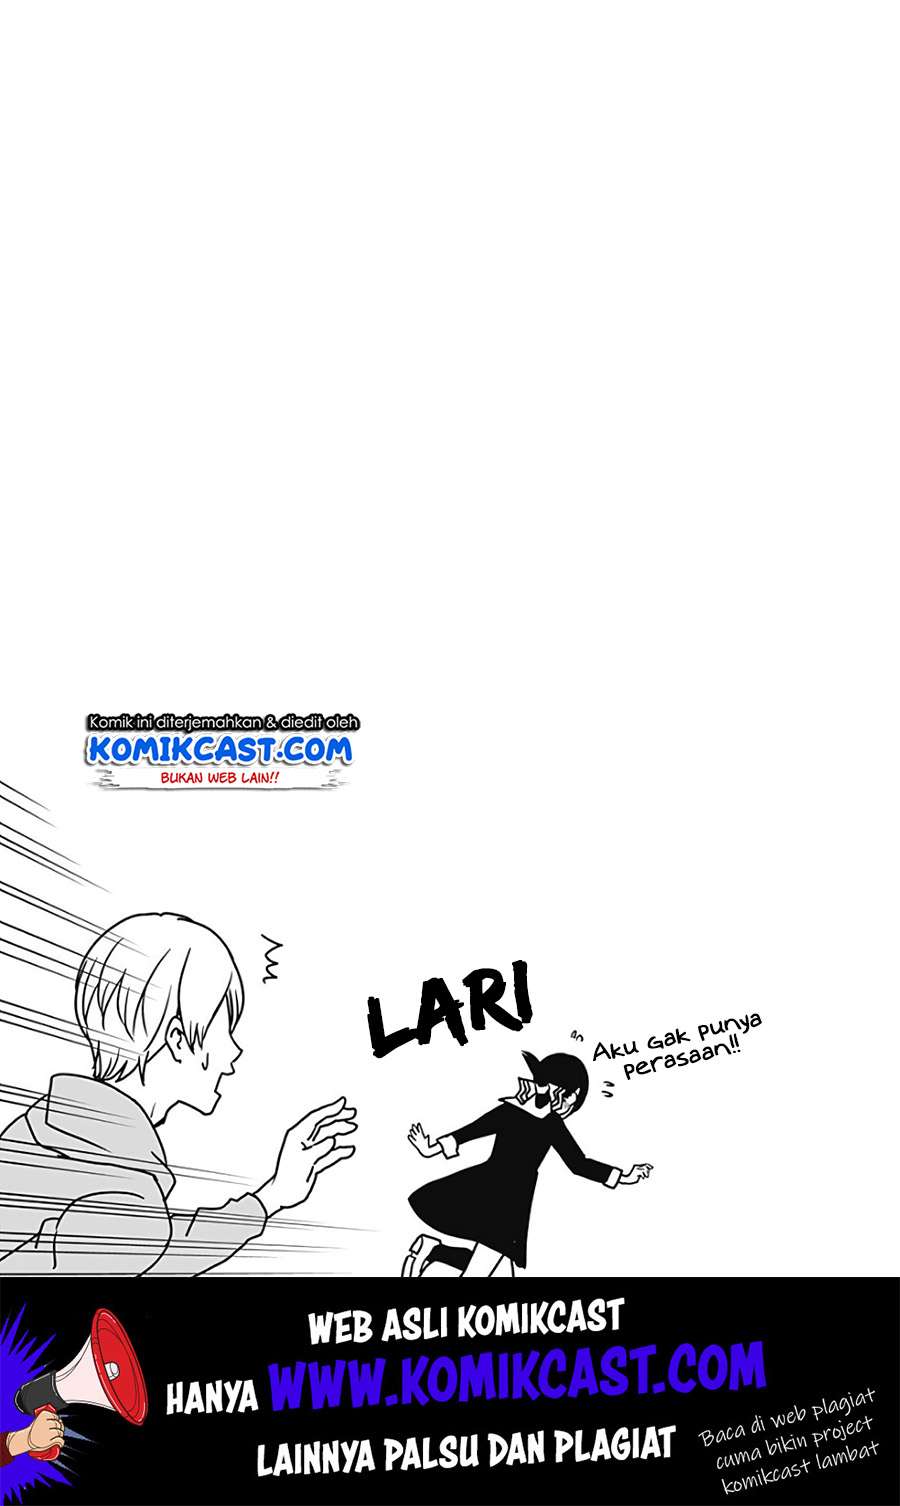 Komik ini diterjemahkan & diedit oleh
KOMIKCAST.COM
BUKAN WEB LAIN!!
LARI
Aku Gak punya
perasaan!!
WEB ASLI KOMIKCAST
HANYA WWW.KOMIKCAST.COM
LAINNYA PALSU DAN PLAGIAT
Baca di web plagiat
cuma bikin project
komikcast lambat